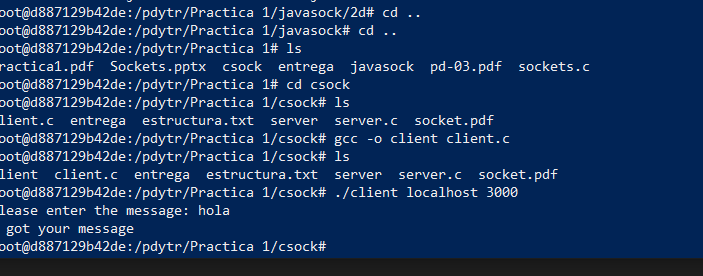 oot@d887129b42de:/pdytr/Practica 1/javasock/2d# cd ..
oot@d887129b42de:/pdytr/Practica 1/javasock# cd ..
oot@d887129b42de:/pdytr/Practica 1# ls
ractica1.pdf  Sockets.pptx  csock  entrega  javasock  pd-03.pdf  sockets.c
oot@d887129b42de:/pdytr/Practica 1# cd csock
oot@d887129b42de:/pdytr/Practica 1/csock# ls
lient.c  entrega  estructura.txt  server  server.c  socket.pdf
oot@d887129b42de:/pdytr/Practica 1/csock# gcc -o client client.c
oot@d887129b42de:/pdytr/Practica 1/csock# ls
lient  client.c  entrega  estructura.txt  server  server.c  socket.pdf
oot@d887129b42de:/pdytr/Practica 1/csock# ./client localhost 3000
lease enter the message: hola
got your message
oot@d887129b42de:/pdytr/Practica 1/csock#